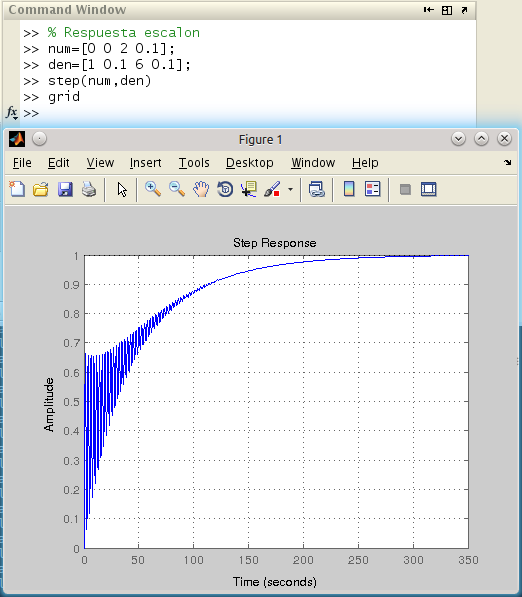 Command Window
>> % Respuesta escalon
>> num=[0 0 2 0.1];
>> den=[1 0.1 6 0.1];
>> step(num,den)
>> grid
fx >>
Figure 1
File Edit View Insert Tools Desktop Window Help
Step Response
1
0.9
0.8
0.7
0.6
0.5
0.4
0.3
0.2
0.1
0
Amplitude
0 50 100 150 200 250 300 350
Time (seconds)